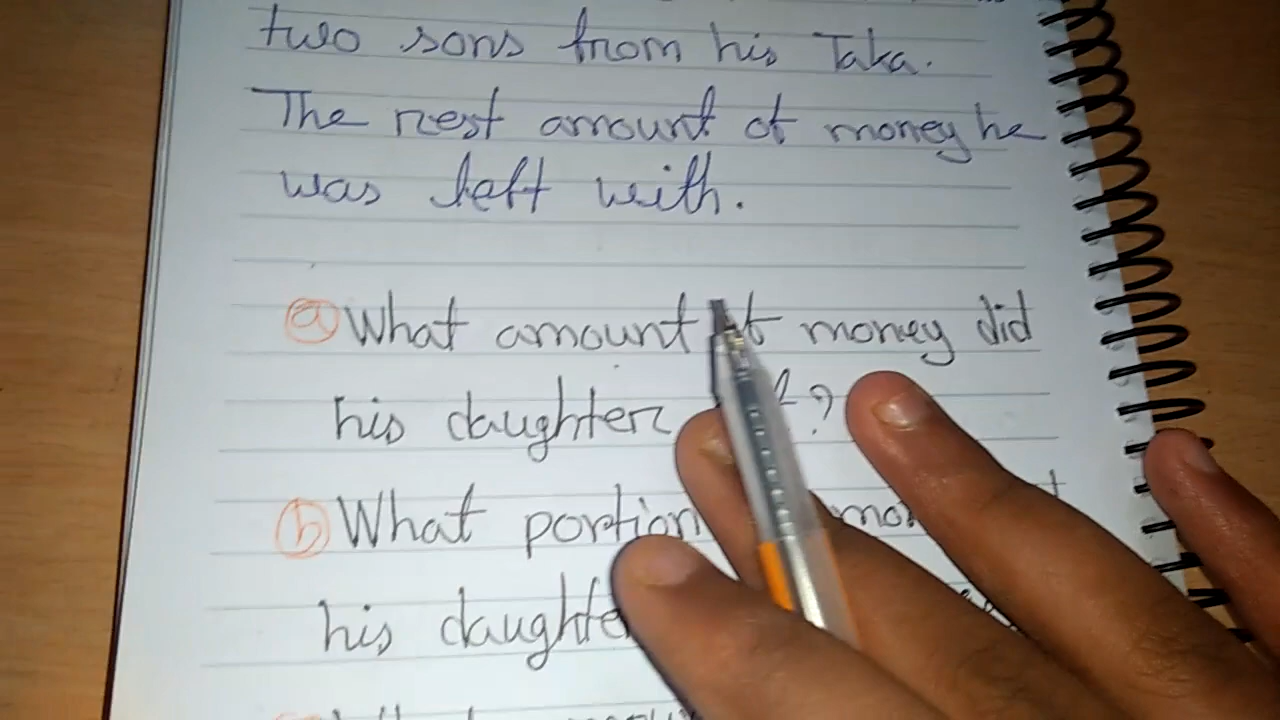 two sons from his Taka.
The rest amount of money he
was left with.
a What amount of money did
his daughter ?
b What portion
his daughter